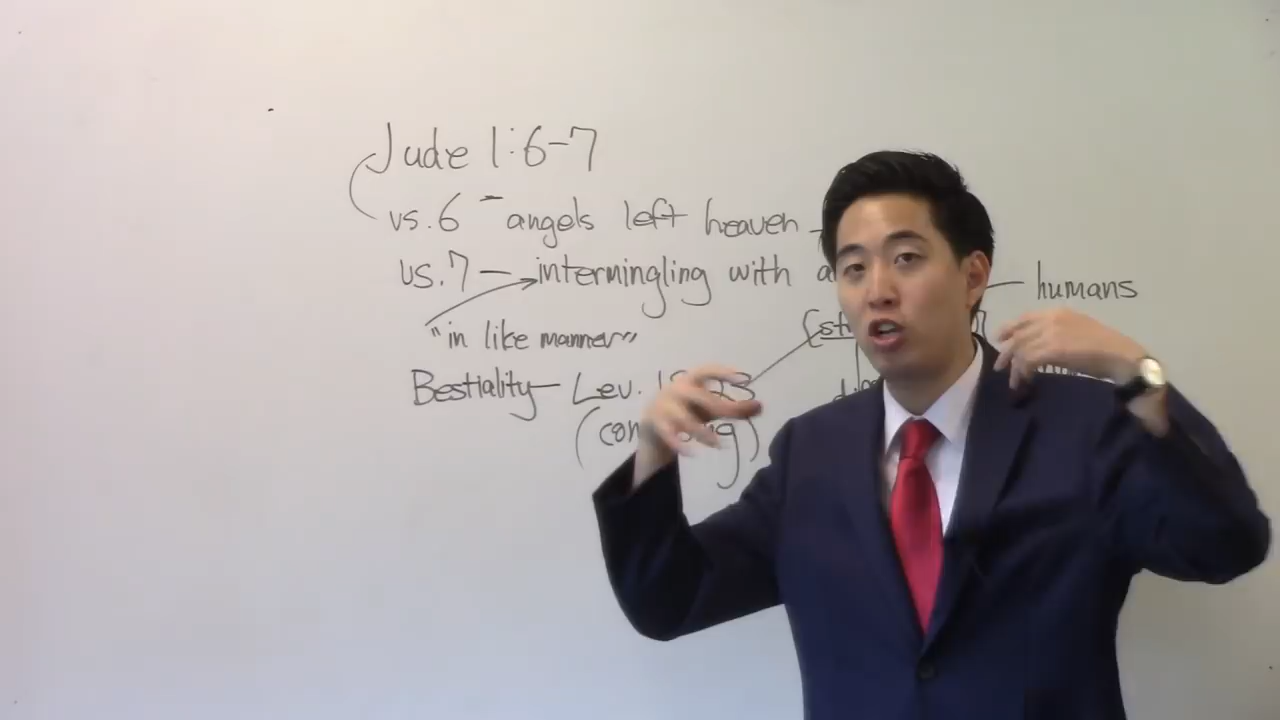 Jude 1:6-7
vs.6 - angels left heaven -
vs.7 - intermingling with - humans
"in like manner"
Bestiality - Lev.